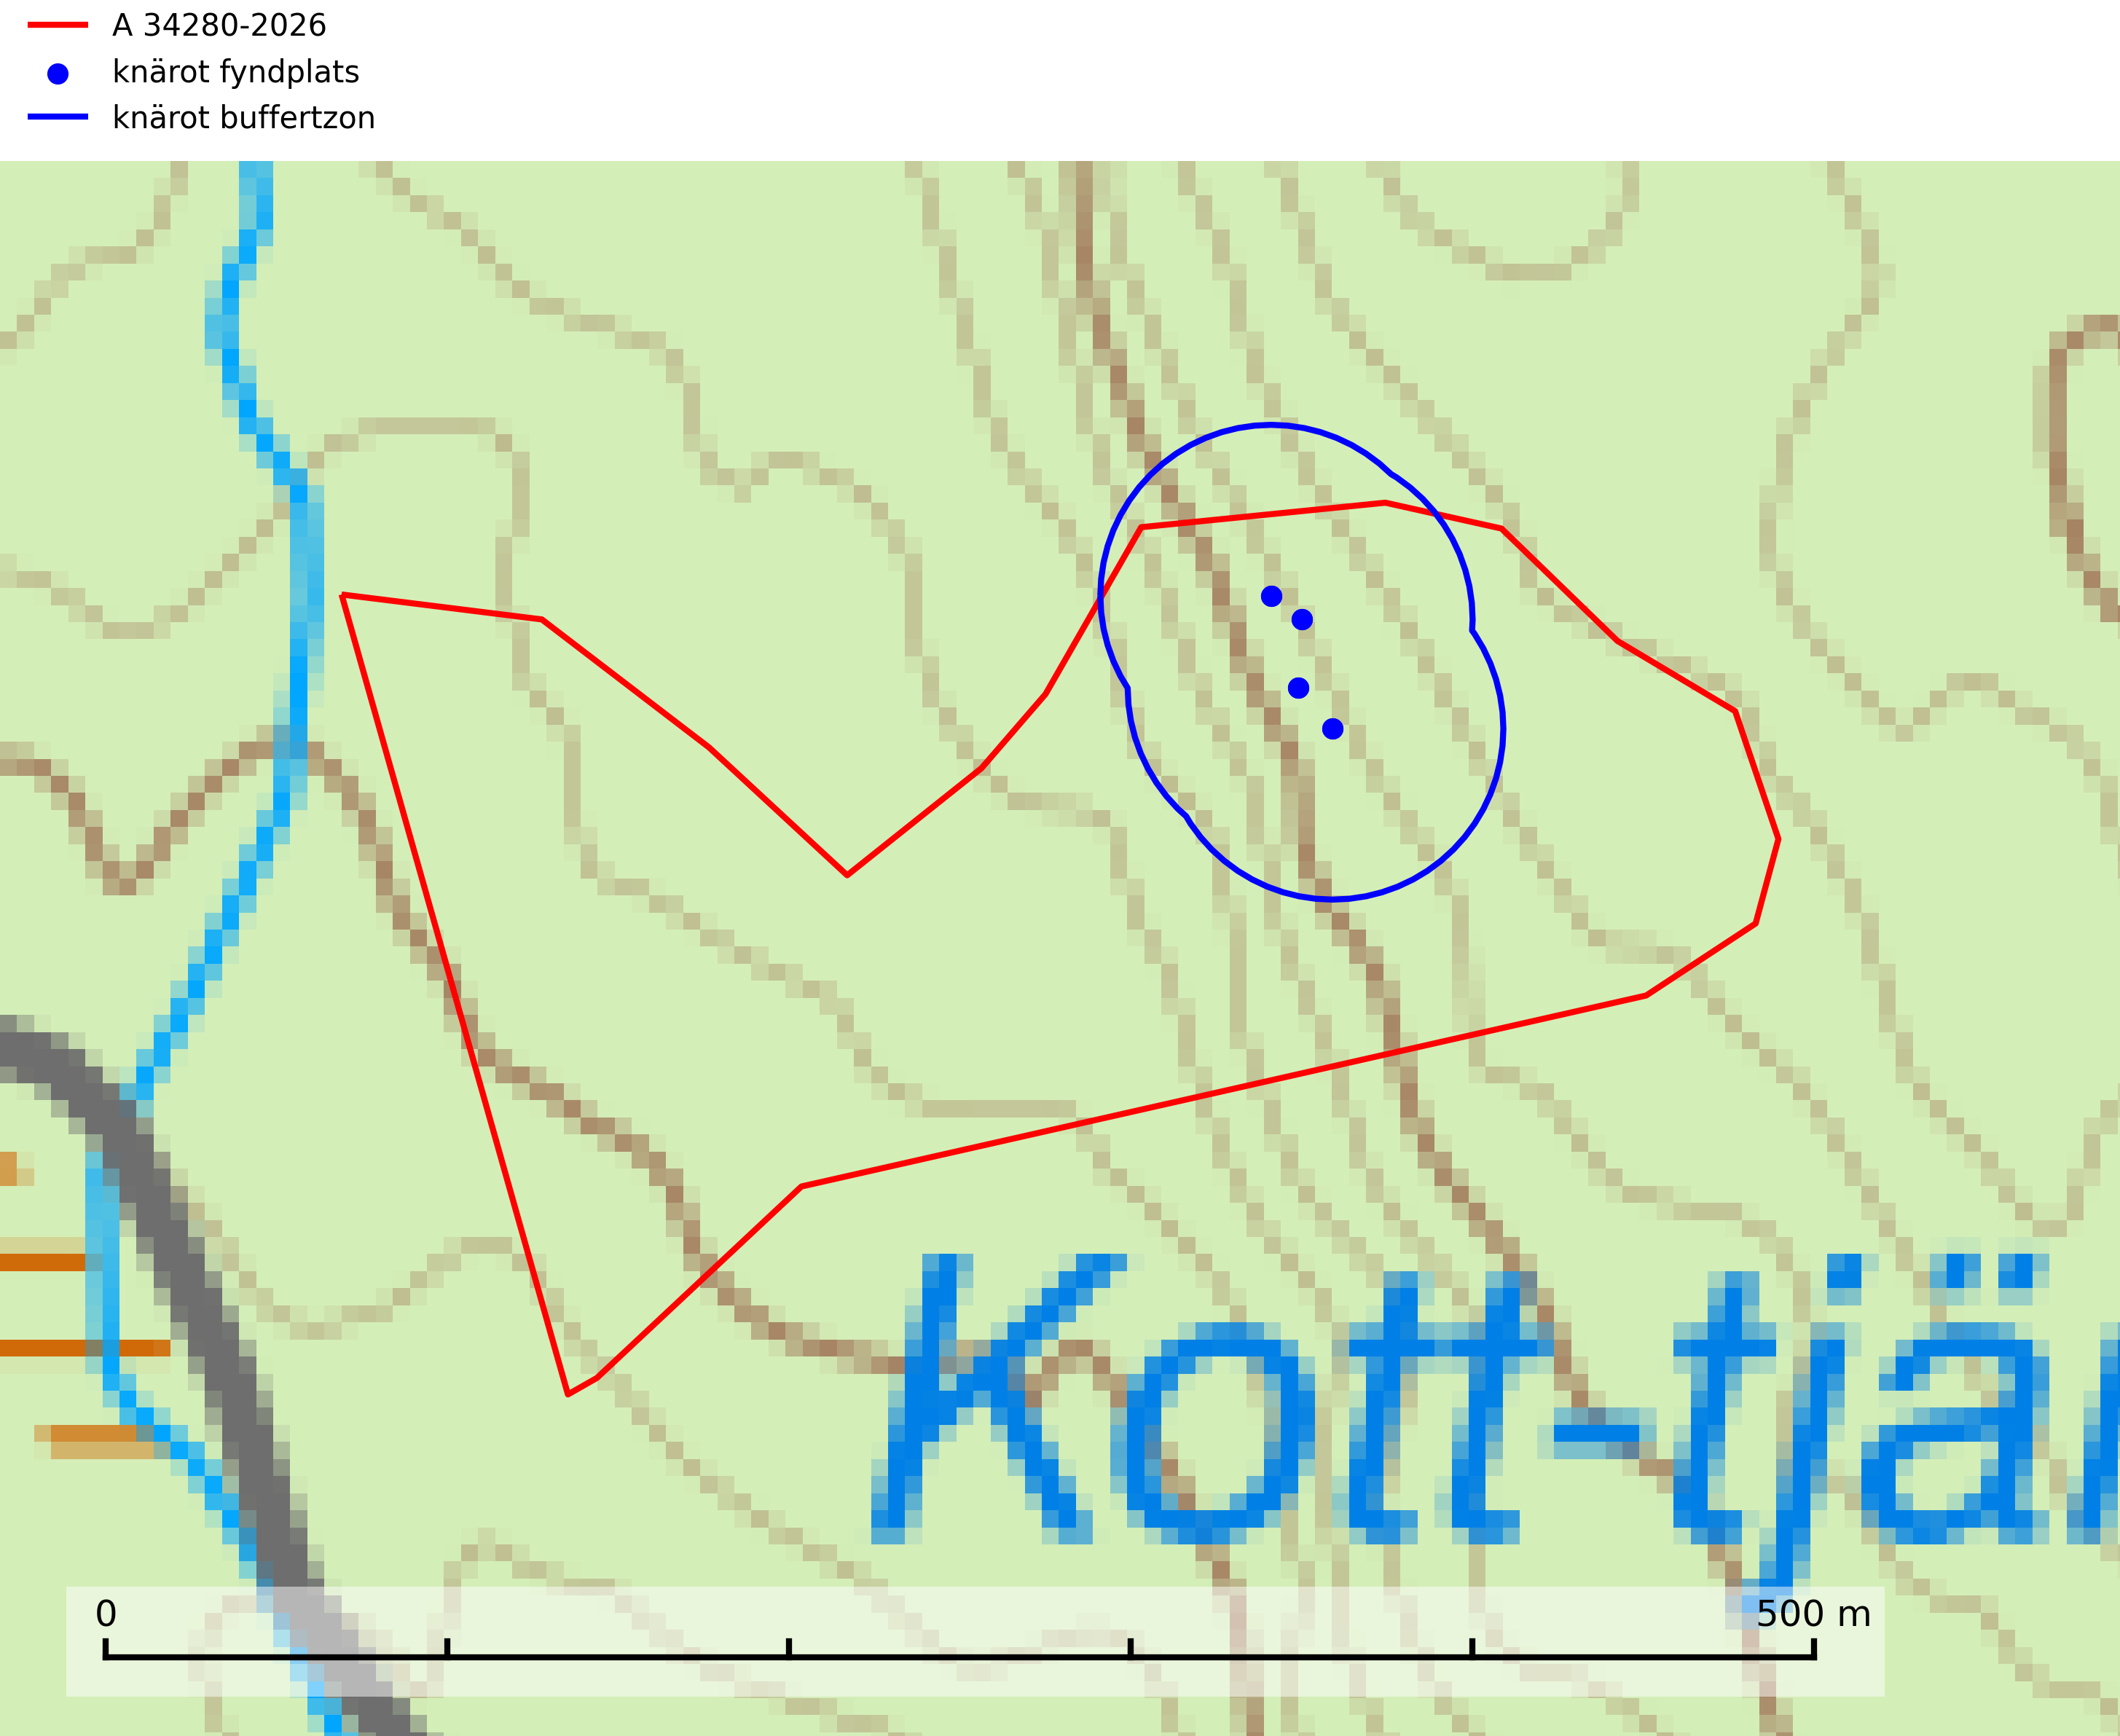 A 34280-2026
knärot fyndplats
knärot buffertzon
Kott-tjä
0
500 m